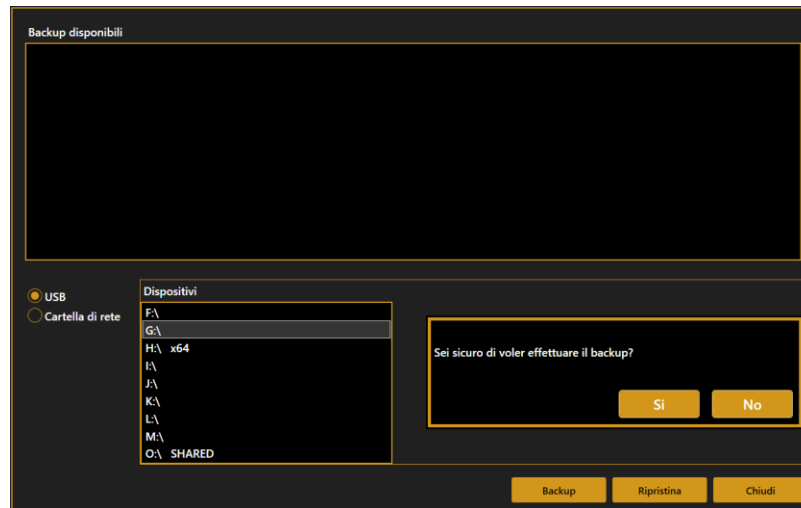 Backup disponibili
USB
Cartella di rete
Dispositivi
F:\
G:\
H:\ x64
I:\
J:\
K:\
L:\
M:\
O:\ SHARED
Sei sicuro di voler effettuare il backup?
Si No
Backup Ripristina Chiudi